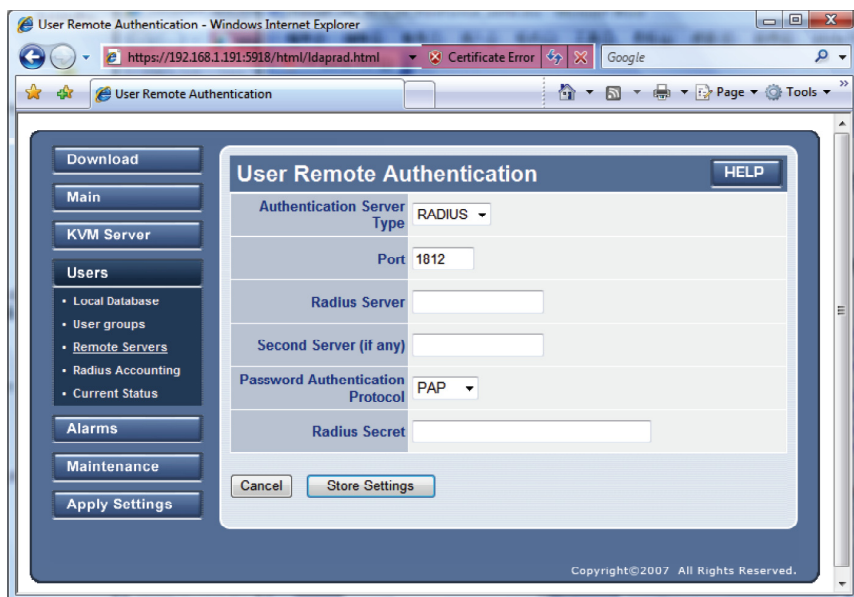 User Remote Authentication - Windows Internet Explorer
https://192.168.1.191:5918/html/ldaprad.html
Certificate Error
Google
User Remote Authentication
Page
Tools
Download
Main
KVM Server
Users
• Local Database
• User groups
• Remote Servers
• Radius Accounting
• Current Status
Alarms
Maintenance
Apply Settings
User Remote Authentication
HELP
Authentication Server
Type
RADIUS
Port
1812
Radius Server
Second Server (if any)
Password Authentication
Protocol
PAP
Radius Secret
Cancel
Store Settings
Copyright©2007 All Rights Reserved.